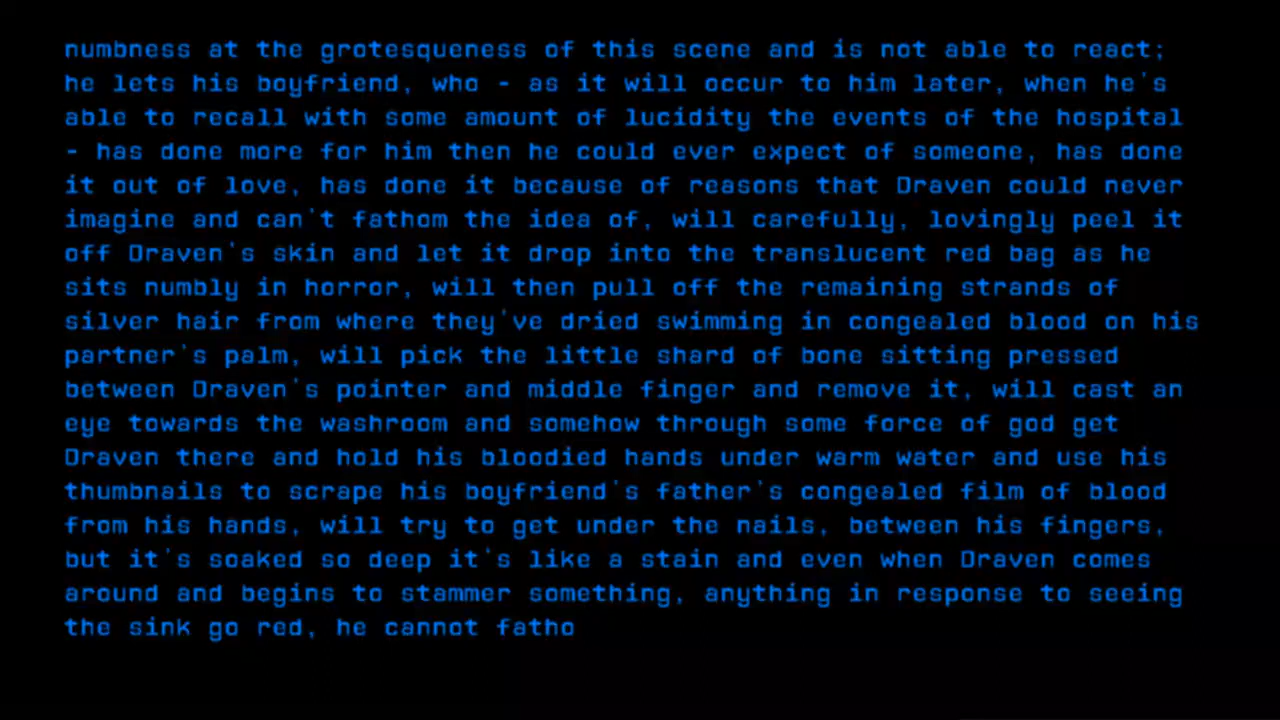 numbness at the grotesqueness of this scene and is not able to react;
he lets his boyfriend, who - as it will occur to him later, when he's
able to recall with some amount of lucidity the events of the hospital
- has done more for him then he could ever expect of someone, has done
it out of love, has done it because of reasons that Draven could never
imagine and can't fathom the idea of, will carefully, lovingly peel it
off Draven's skin and let it drop into the translucent red bag as he
sits numbly in horror, will then pull off the remaining strands of
silver hair from where they've dried swimming in congealed blood on his
partner's palm, will pick the little shard of bone sitting pressed
between Draven's pointer and middle finger and remove it, will cast an
eye towards the washroom and somehow through some force of god get
Draven there and hold his bloodied hands under warm water and use his
thumbnails to scrape his boyfriend's father's congealed film of blood
from his hands, will try to get under the nails, between his fingers,
but it's soaked so deep it's like a stain and even when Draven comes
around and begins to stammer something, anything in response to seeing
the sink go red, he cannot fatho